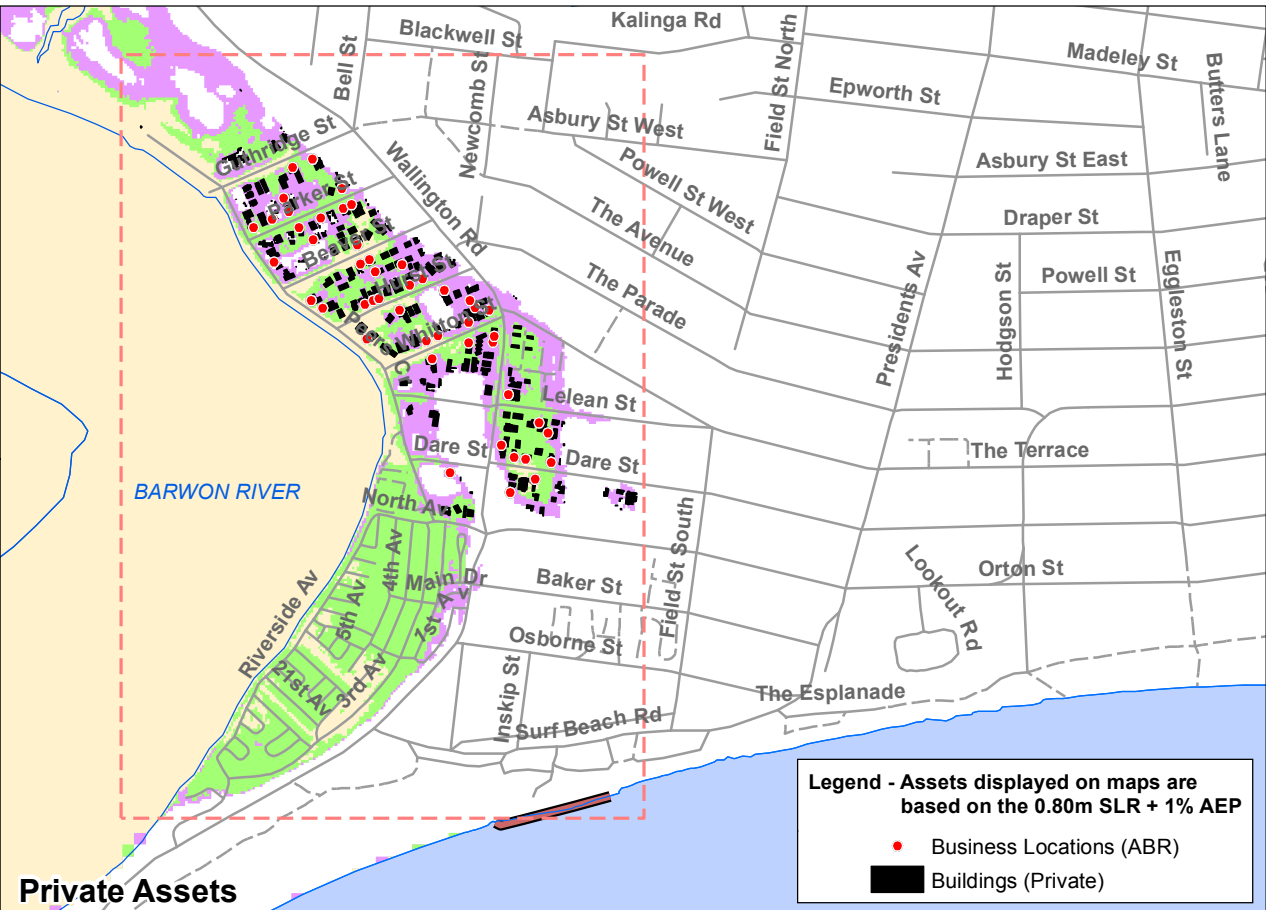 Kalinga Rd
Blackwell St
Bell St
Newcomb St
Field St North
Madeley St
Butters Lane
Epworth St
Asbury St West
Guthridge St
Wallington Rd
Powell St West
Asbury St East
Parker St
The Avenue
Draper St
Beaver St
Hurst St
The Parade
Presidents Av
Hodgson St
Powell St
Eggleston St
Whitton St
Lelean St
Dare St
Dare St
The Terrace
BARWON RIVER
North Av
Field St South
4th Av
Main Dr
Baker St
Lookout Rd
Orton St
Riverside Av
5th Av
1st Av
Osborne St
21st Av
3rd Av
Inskip St
The Esplanade
Surf Beach Rd
Legend - Assets displayed on maps are
based on the 0.80m SLR + 1% AEP
Business Locations (ABR)
Buildings (Private)
Private Assets